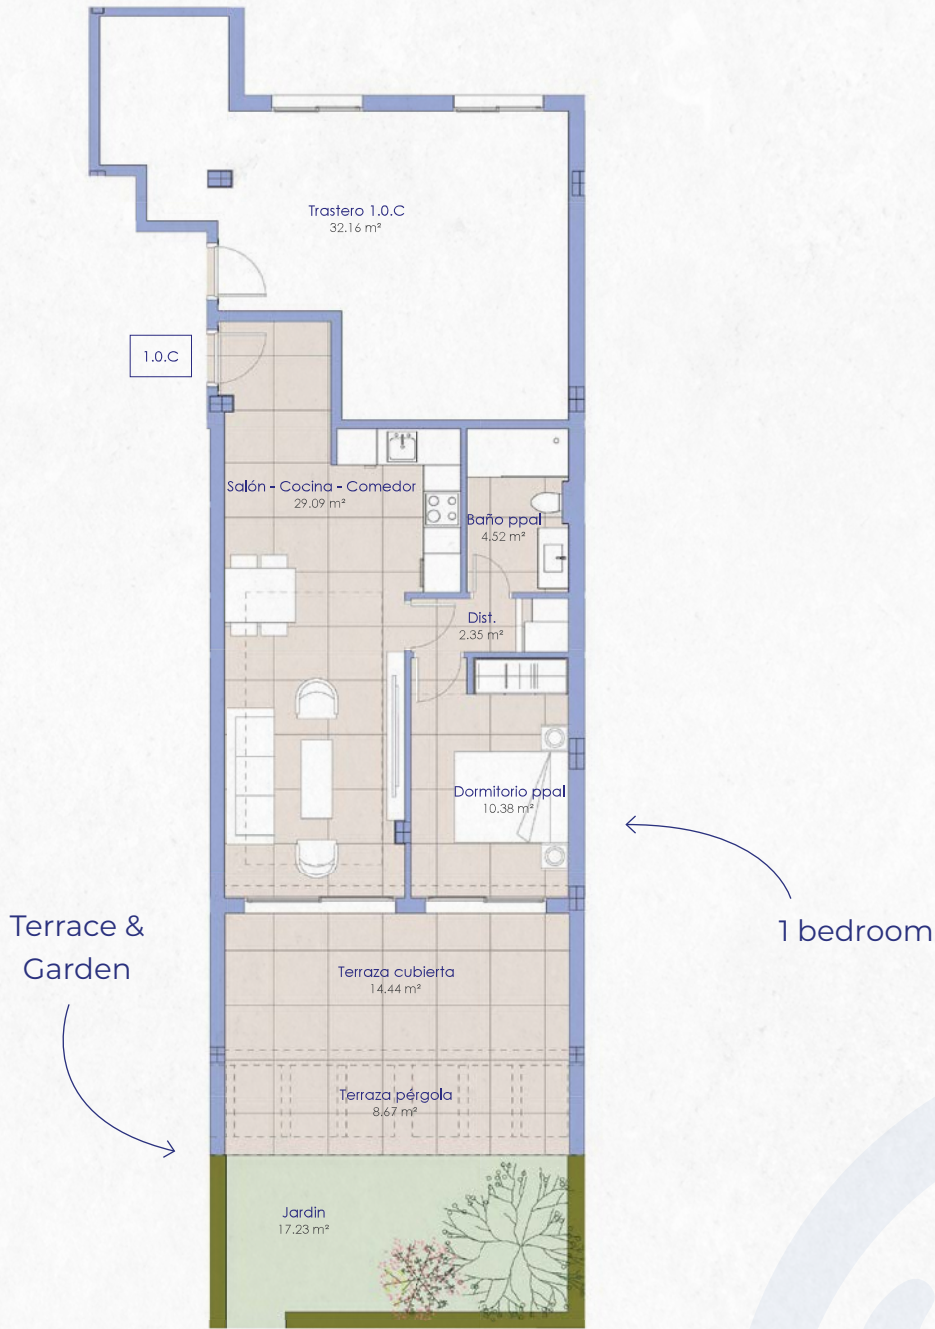 Trastero 1.0.C
32.16 m²
1.0.C
Salón - Cocina - Comedor
29.09 m²
Baño ppal
4.52 m²
Dist.
2.35 m²
Dormitorio ppal
10.38 m²
Terrace &
Garden
1 bedroom
Terraza cubierta
14.44 m²
Terraza pérgola
8.67 m²
Jardin
17.23 m²